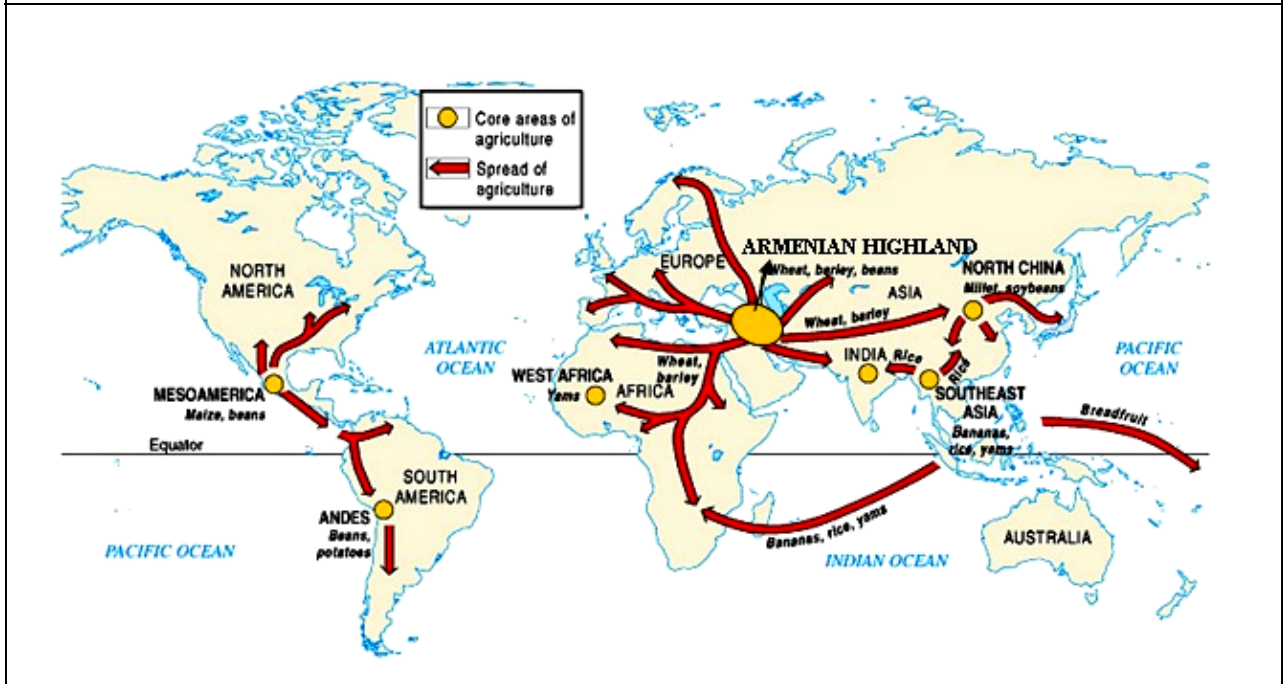 Core areas of
agriculture
Spread of
agriculture
ARMENIAN HIGHLAND
EUROPE
Wheat, barley, beans
NORTH CHINA
Millet, soybeans
ASIA
NORTH
AMERICA
Wheat, barley
ATLANTIC
OCEAN
Wheat,
barley
INDIA
Rice
Rice
PACIFIC
OCEAN
WEST AFRICA
Yams
AFRICA
SOUTHEAST
ASIA
Bananas,
rice, yams
MESOAMERICA
Maize, beans
Breadfruit
Equator
SOUTH
AMERICA
ANDES
Beans,
potatoes
Bananas, rice, yams
AUSTRALIA
PACIFIC OCEAN
INDIAN OCEAN